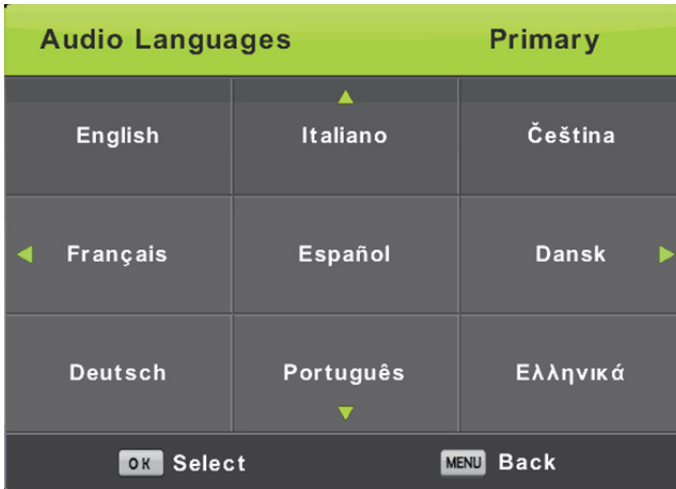 Audio Languages Primary
English Italiano Čeština
Français Español Dansk
Deutsch Português Ελληνικά
OK Select MENU Back